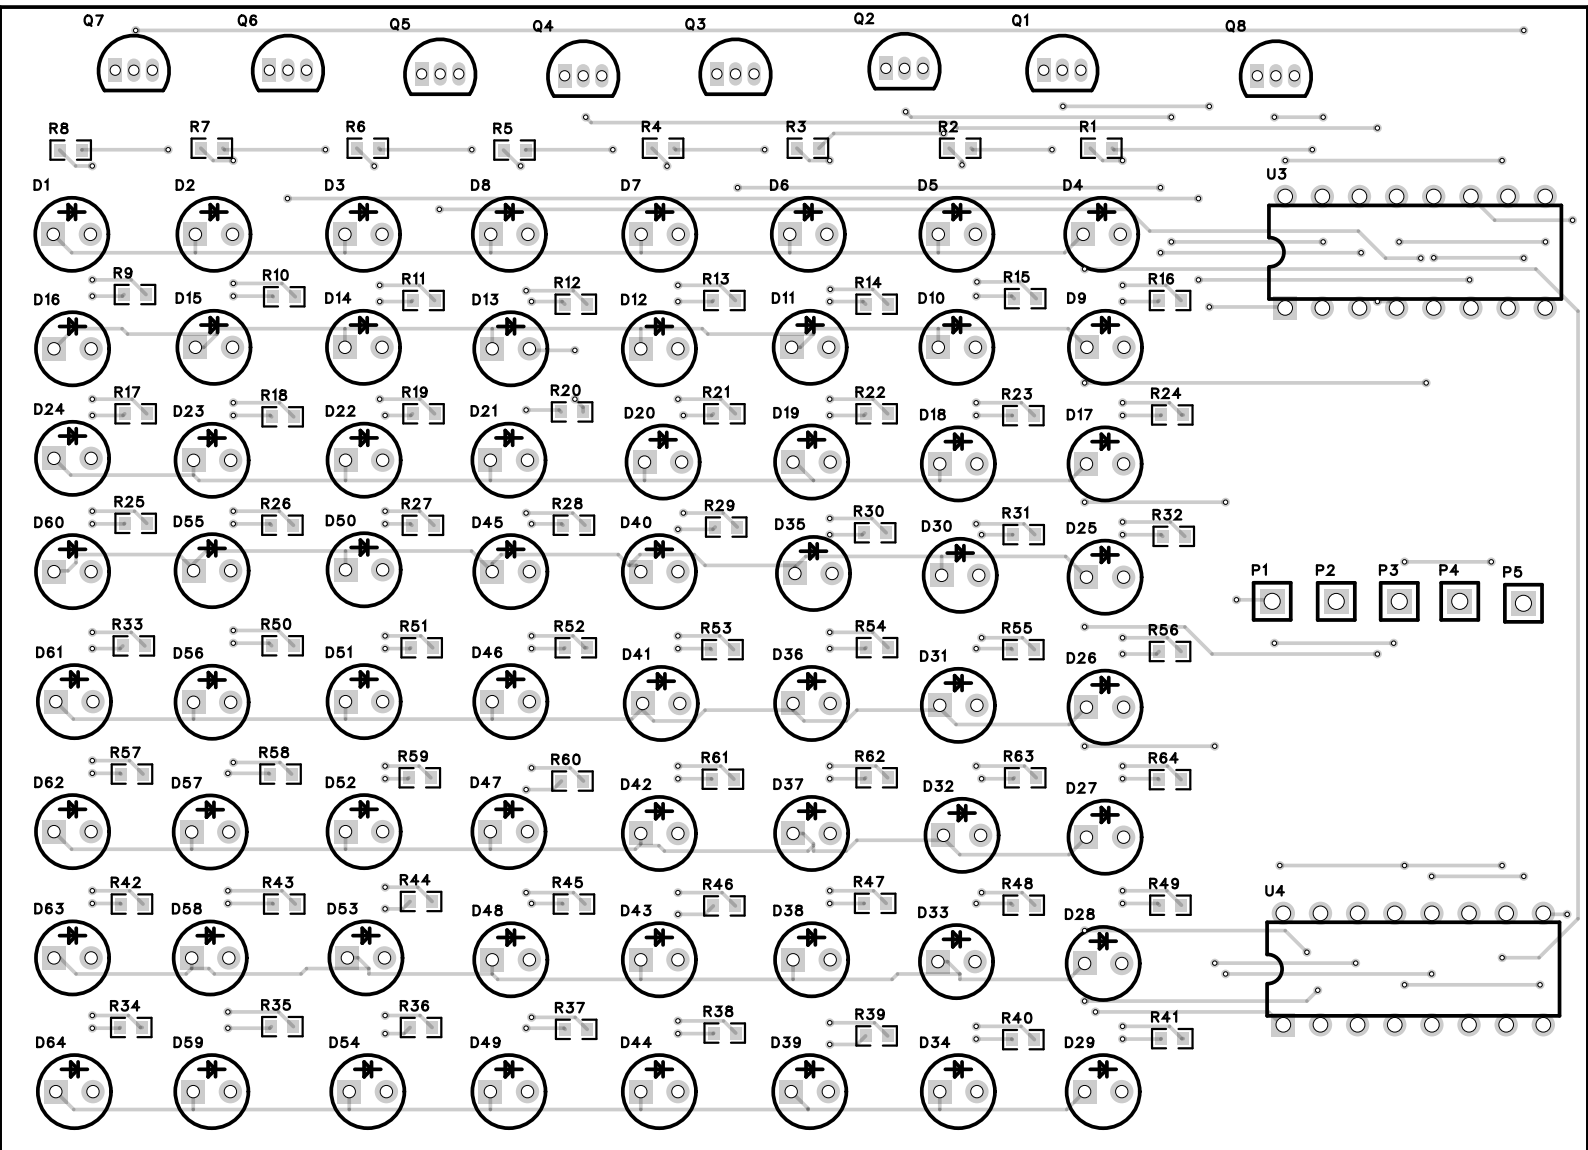 Q7 Q6 Q5 Q4 Q3 Q2 Q1 Q8
R8 R7 R6 R5 R4 R3 R2 R1
U3
D1 D2 D3 D8 D7 D6 D5 D4
R9 R10 R11 R12 R13 R14 R15 R16
D16 D15 D14 D13 D12 D11 D10 D9
R17 R18 R19 R20 R21 R22 R23 R24
D24 D23 D22 D21 D20 D19 D18 D17
R25 R26 R27 R28 R29 R30 R31 R32
D60 D55 D50 D45 D40 D35 D30 D25
P1 P2 P3 P4 P5
R33 R50 R51 R52 R53 R54 R55 R56
D61 D56 D51 D46 D41 D36 D31 D26
R57 R58 R59 R60 R61 R62 R63 R64
D62 D57 D52 D47 D42 D37 D32 D27
R42 R43 R44 R45 R46 R47 R48 R49
U4
D63 D58 D53 D48 D43 D38 D33 D28
R34 R35 R36 R37 R38 R39 R40 R41
D64 D59 D54 D49 D44 D39 D34 D29